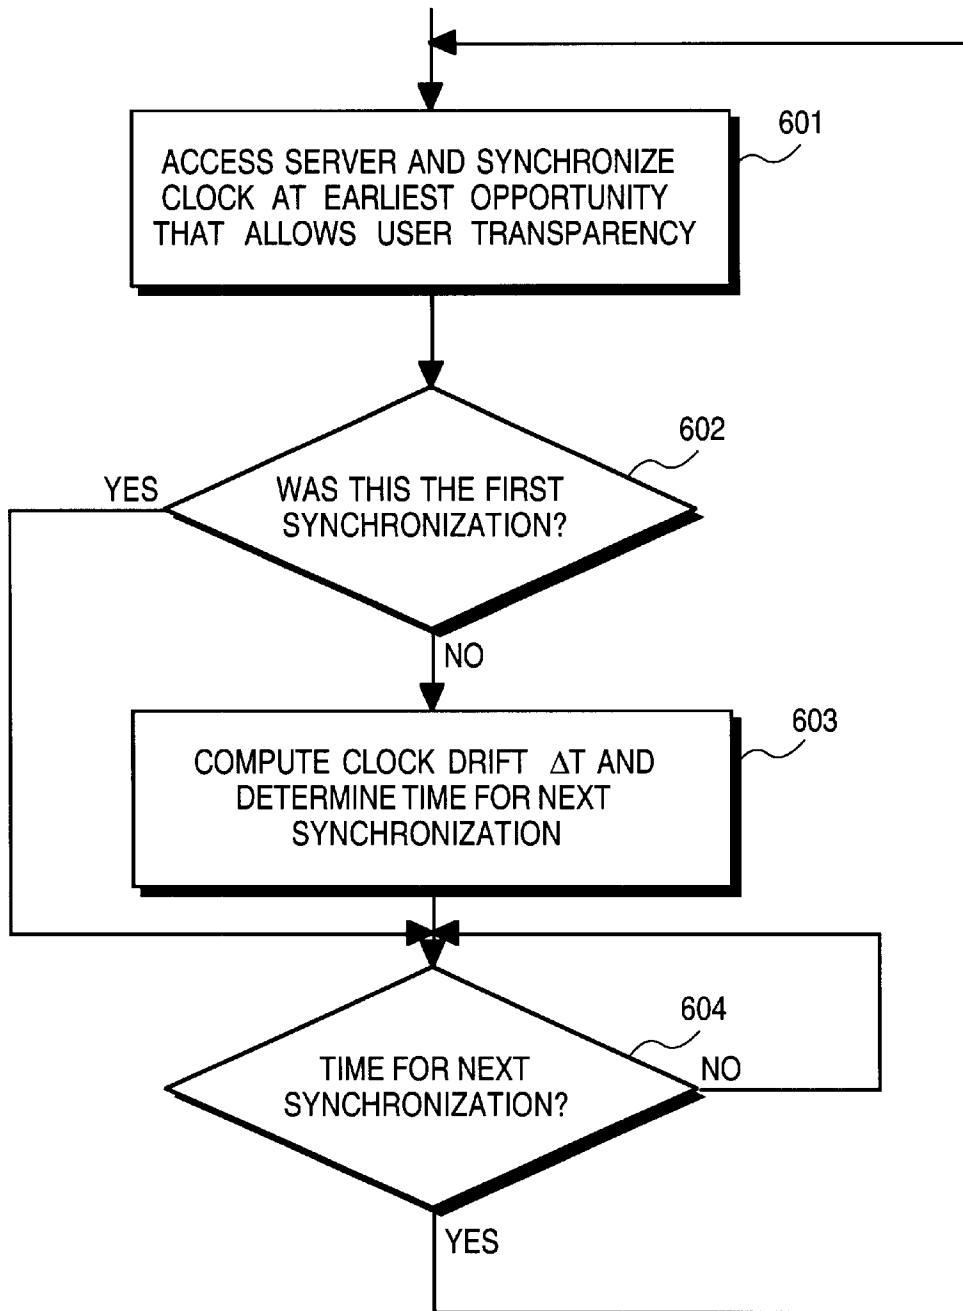 601
ACCESS SERVER AND SYNCHRONIZE
CLOCK AT EARLIEST OPPORTUNITY
THAT ALLOWS USER TRANSPARENCY
602
YES
WAS THIS THE FIRST
SYNCHRONIZATION?
NO
603
COMPUTE CLOCK DRIFT ΔT AND
DETERMINE TIME FOR NEXT
SYNCHRONIZATION
604
TIME FOR NEXT
SYNCHRONIZATION?
NO
YES